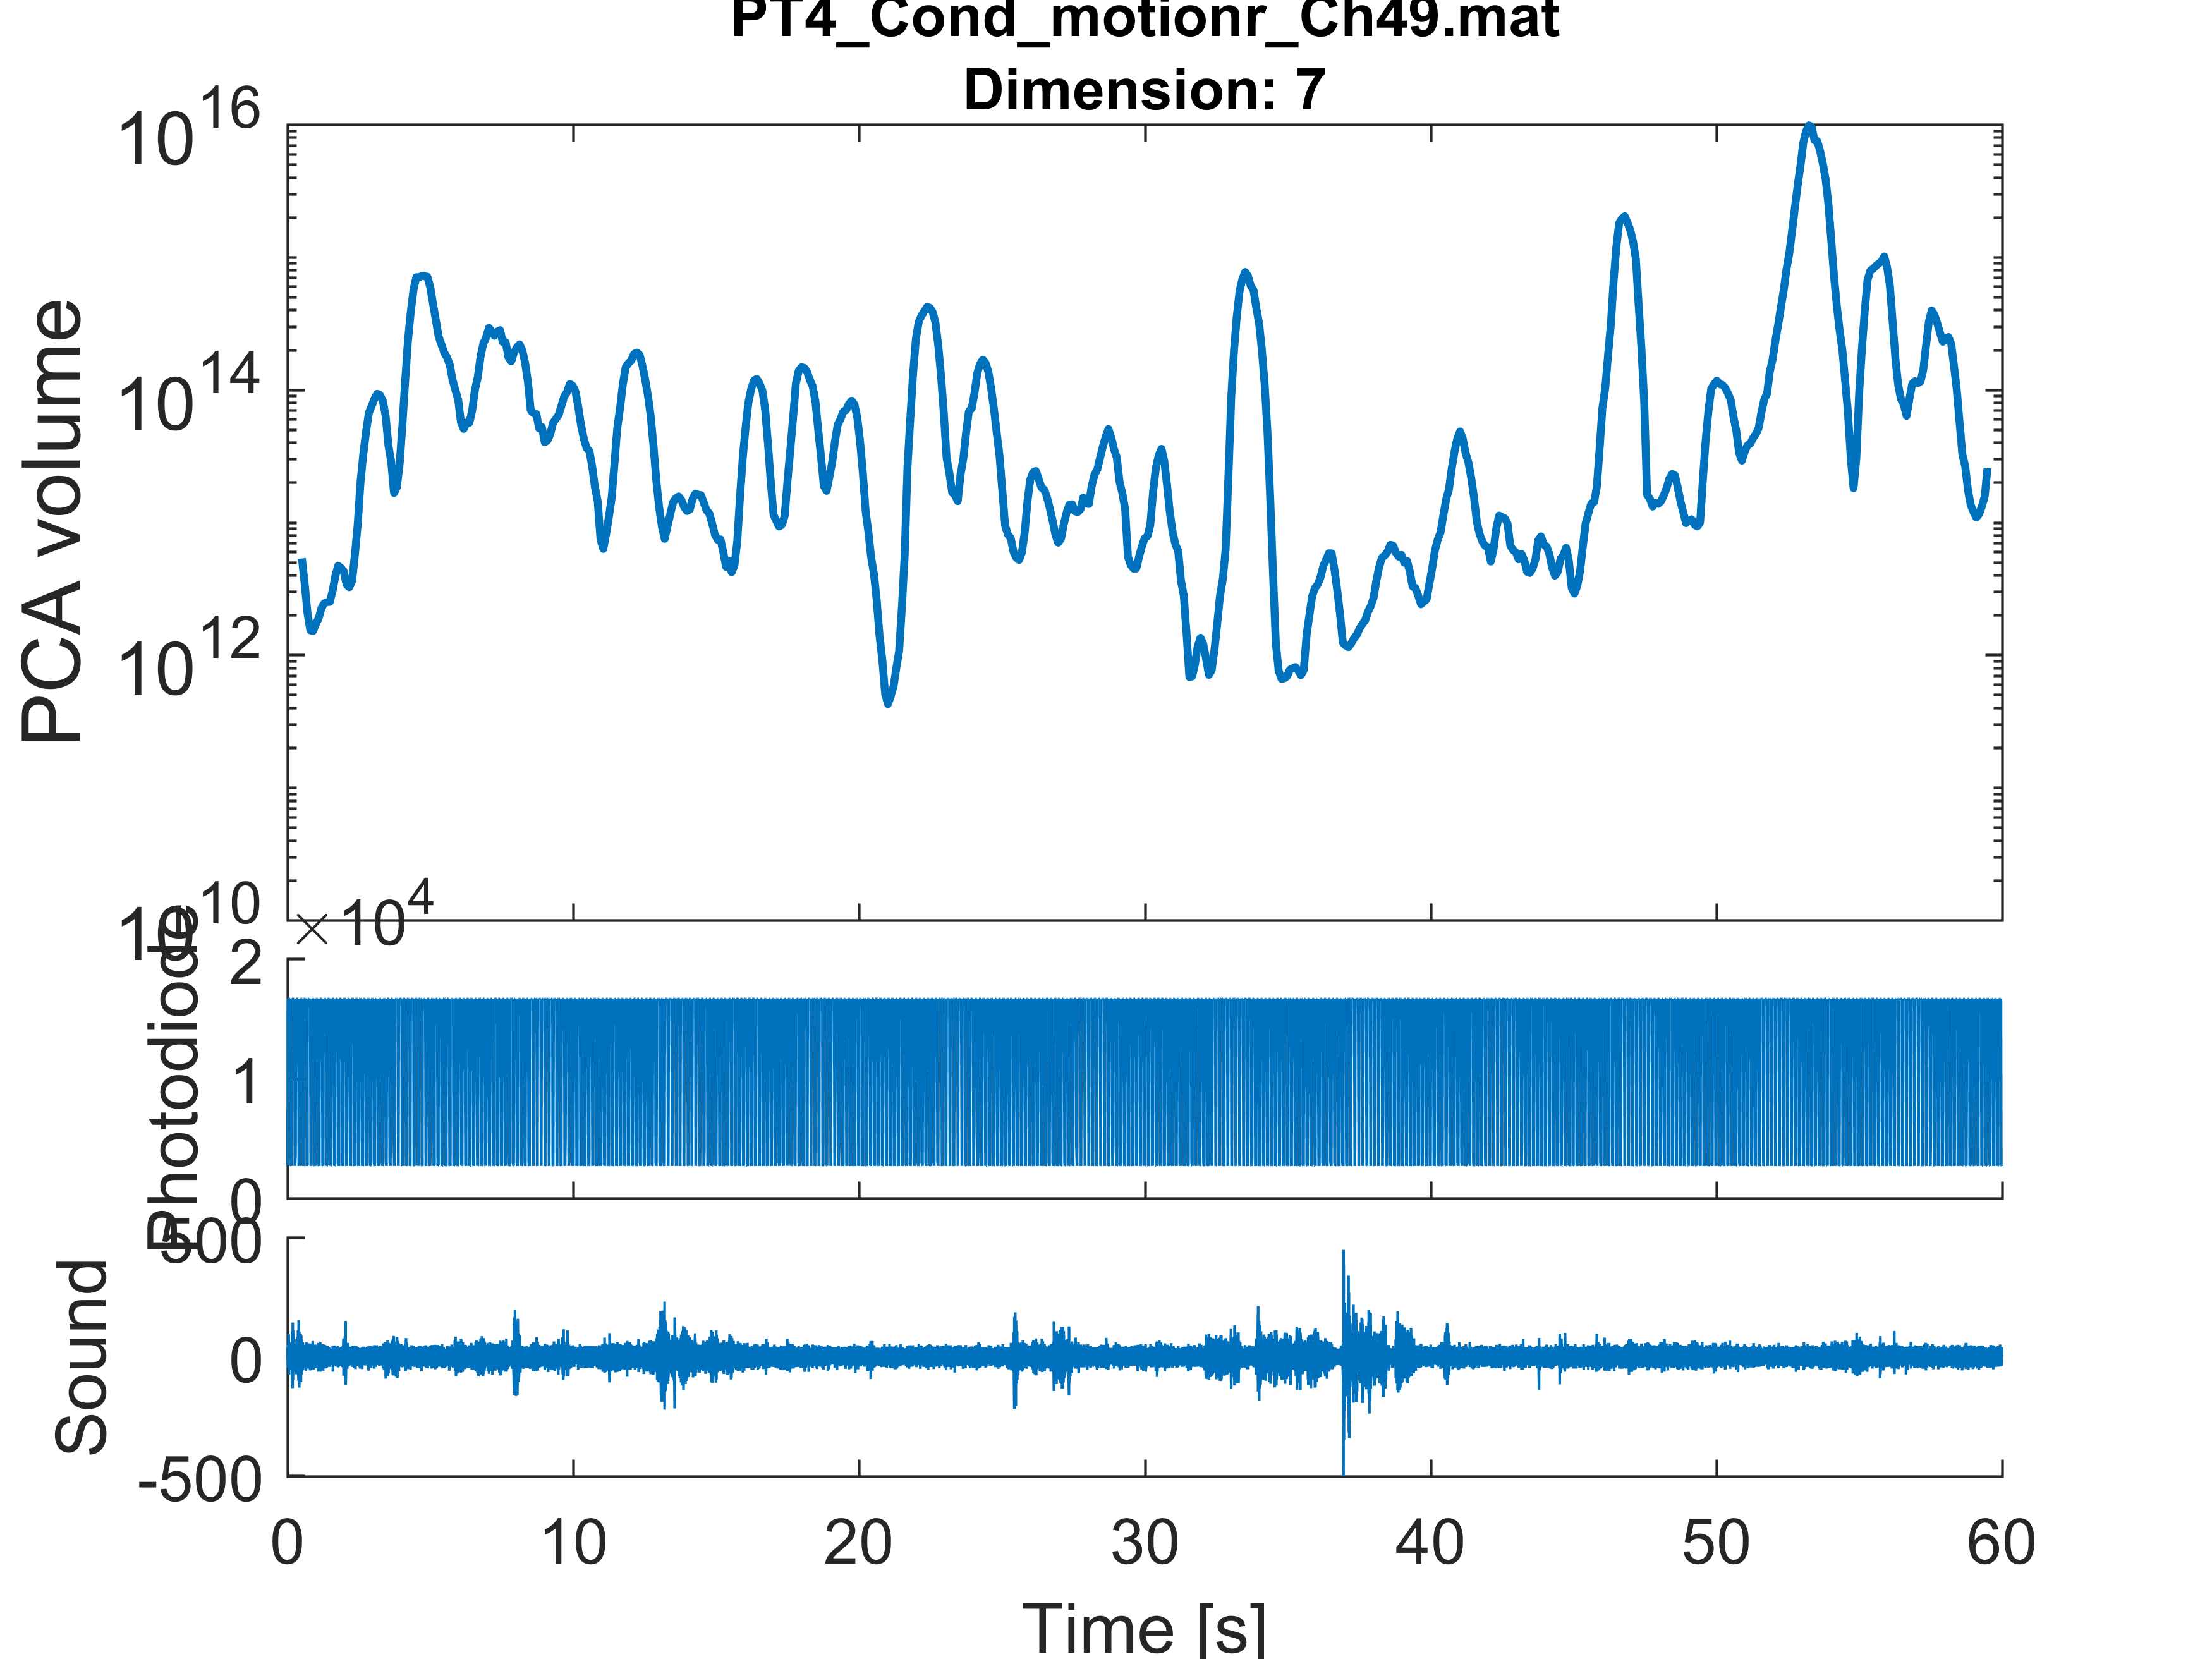 PT4_Cond_motionr_Ch49.mat
Dimension: 7
PCA volume
10^16
10^14
10^12
10^10
×10^4
Photodiode
2
1
0
Sound
500
0
-500
0 10 20 30 40 50 60
Time [s]